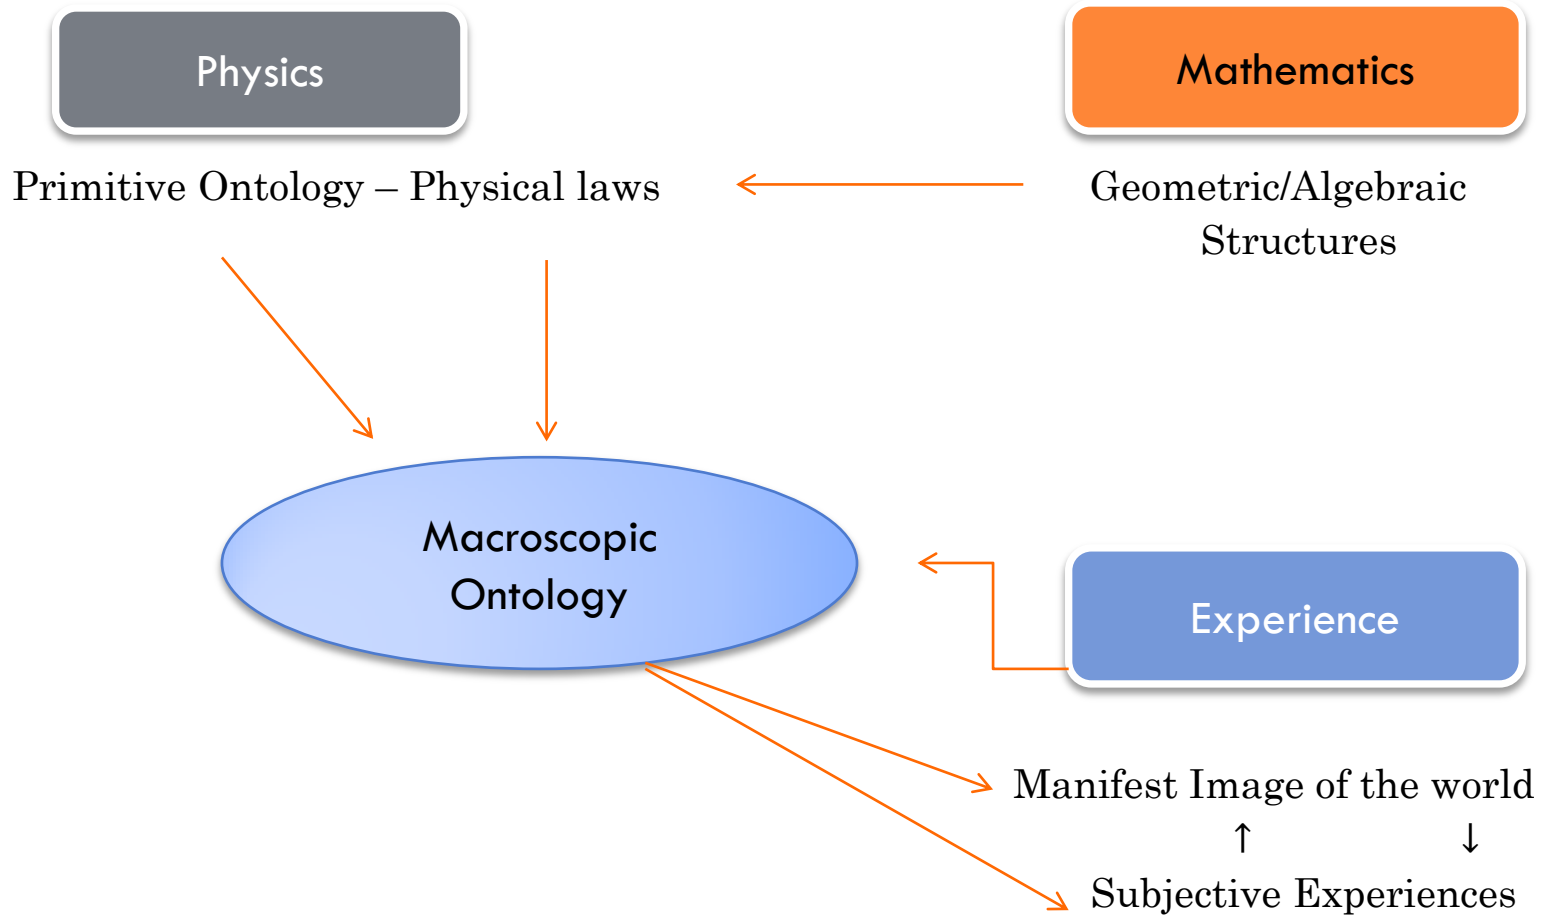 Physics
Mathematics
Primitive Ontology – Physical laws
Geometric/Algebraic
Structures
Macroscopic
Ontology
Experience
Manifest Image of the world
↑ ↓
Subjective Experiences